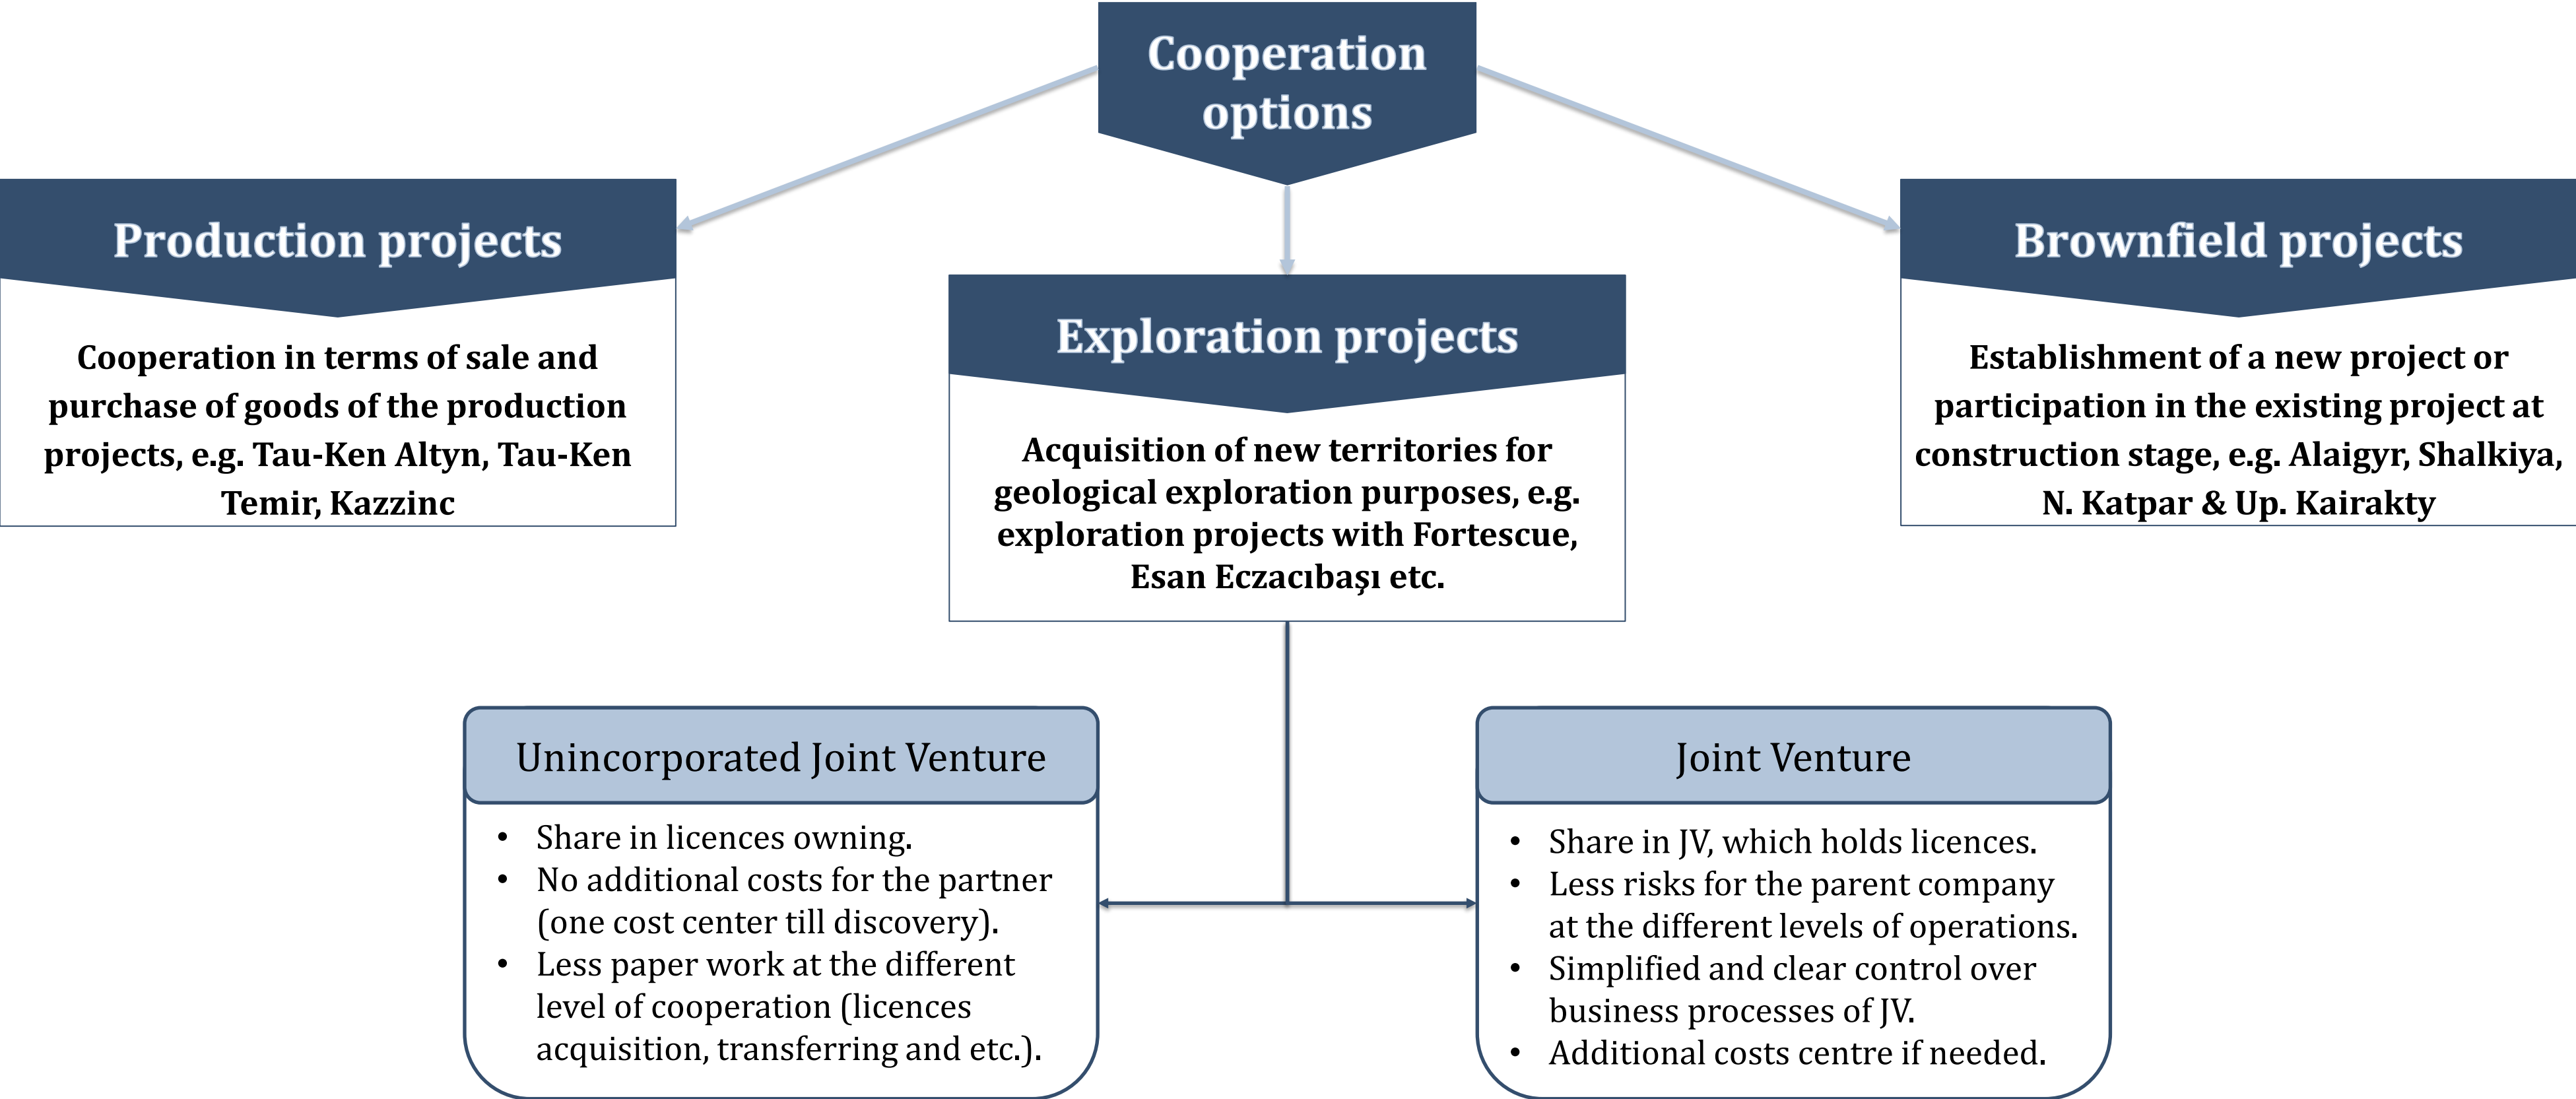 Cooperation
options
Production projects
Cooperation in terms of sale and
purchase of goods of the production
projects, e.g. Tau-Ken Altyn, Tau-Ken
Temir, Kazzinc
Exploration projects
Acquisition of new territories for
geological exploration purposes, e.g.
exploration projects with Fortescue,
Esan Eczacıbaşı etc.
Brownfield projects
Establishment of a new project or
participation in the existing project at
construction stage, e.g. Alaigyr, Shalkiya,
N. Katpar & Up. Kairakty
Unincorporated Joint Venture
• Share in licences owning.
• No additional costs for the partner
(one cost center till discovery).
• Less paper work at the different
level of cooperation (licences
acquisition, transferring and etc.).
Joint Venture
• Share in JV, which holds licences.
• Less risks for the parent company
at the different levels of operations.
• Simplified and clear control over
business processes of JV.
• Additional costs centre if needed.